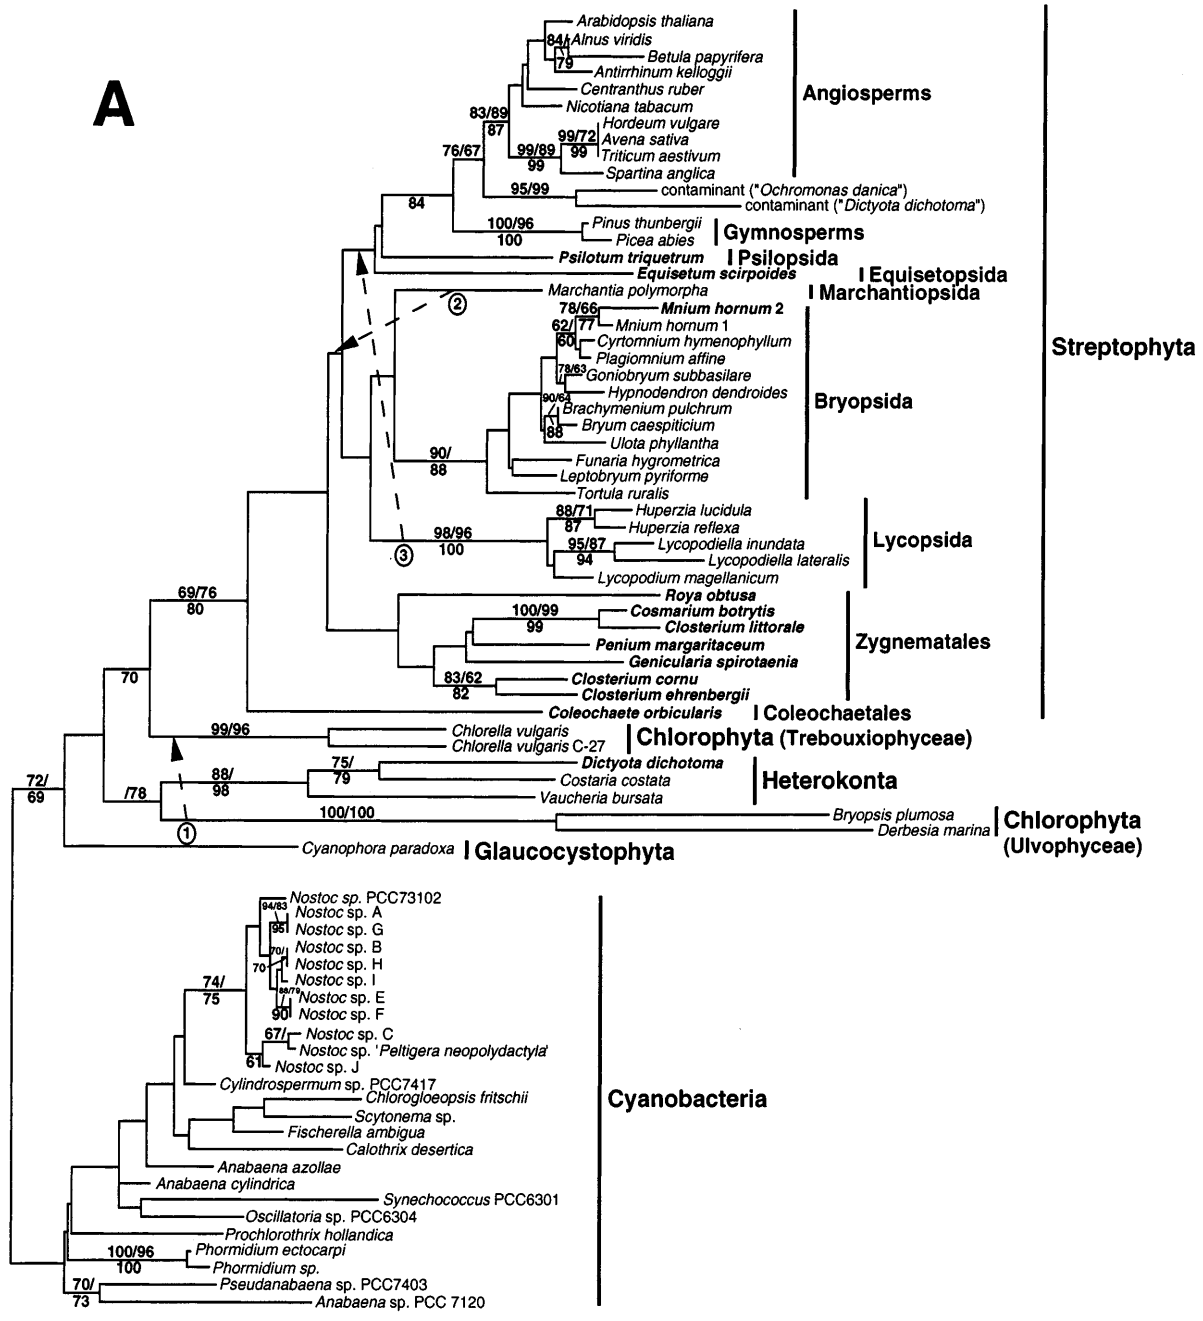 A
Arabidopsis thaliana
84/
Alnus viridis
Betula papyrifera
79
Antirrhinum kelloggii
Centranthus ruber
Angiosperms
Nicotiana tabacum
83/89
87
Hordeum vulgare
99/72
99
Avena sativa
76/67
99/89
99
Triticum aestivum
Spartina anglica
95/99
contaminant ("Ochromonas danica")
84
contaminant ("Dictyota dichotoma")
100/96
100
Pinus thunbergii
Picea abies
Gymnosperms
Psilotum triquetrum
Psilopsida
Equisetum scirpoides
Equisetopsida
Marchantia polymorpha
Marchantiopsida
2
78/66
77
Mnium hornum 2
Mnium hornum 1
62/
60
Cyrtomnium hymenophyllum
Streptophyta
Plagiomnium affine
78/63
Goniobryum subbasilare
Hypnodendron dendroides
90/64
Brachymenium pulchrum
Bryopsida
88
Bryum caespiticium
Ulota phyllantha
90/
88
Funaria hygrometrica
Leptobryum pyriforme
Tortula ruralis
88/71
87
Huperzia lucidula
Huperzia reflexa
98/96
100
3
95/87
94
Lycopodiella inundata
Lycopsida
Lycopodiella lateralis
Lycopodium magellanicum
69/76
80
Roya obtusa
100/99
99
Cosmarium botrytis
Closterium littorale
Penium margaritaceum
Zygnematales
Genicularia spirotaenia
70
83/62
82
Closterium cornu
Closterium ehrenbergii
Coleochaete orbicularis
Coleochaetales
99/96
Chlorella vulgaris
Chlorella vulgaris C-27
Chlorophyta (Trebouxiophyceae)
75/
79
Dictyota dichotoma
72/
69
88/
98
Costaria costata
Heterokonta
/78
Vaucheria bursata
100/100
Bryopsis plumosa
1
Derbesia marina
Chlorophyta
(Ulvophyceae)
Cyanophora paradoxa
Glaucocystophyta
Nostoc sp. PCC73102
94/83
95
Nostoc sp. A
Nostoc sp. G
70/
Nostoc sp. B
70
Nostoc sp. H
Nostoc sp. I
74/
75
88/79
Nostoc sp. E
90
Nostoc sp. F
67/
Nostoc sp. C
Nostoc sp. 'Peltigera neopolydactyla'
61
Nostoc sp. J
Cylindrospermum sp. PCC7417
Chlorogloeopsis fritschii
Cyanobacteria
Scytonema sp.
Fischerella ambigua
Calothrix desertica
Anabaena azollae
Anabaena cylindrica
Synechococcus PCC6301
Oscillatoria sp. PCC6304
Prochlorothrix hollandica
100/96
100
Phormidium ectocarpi
Phormidium sp.
70/
73
Pseudanabaena sp. PCC7403
Anabaena sp. PCC 7120